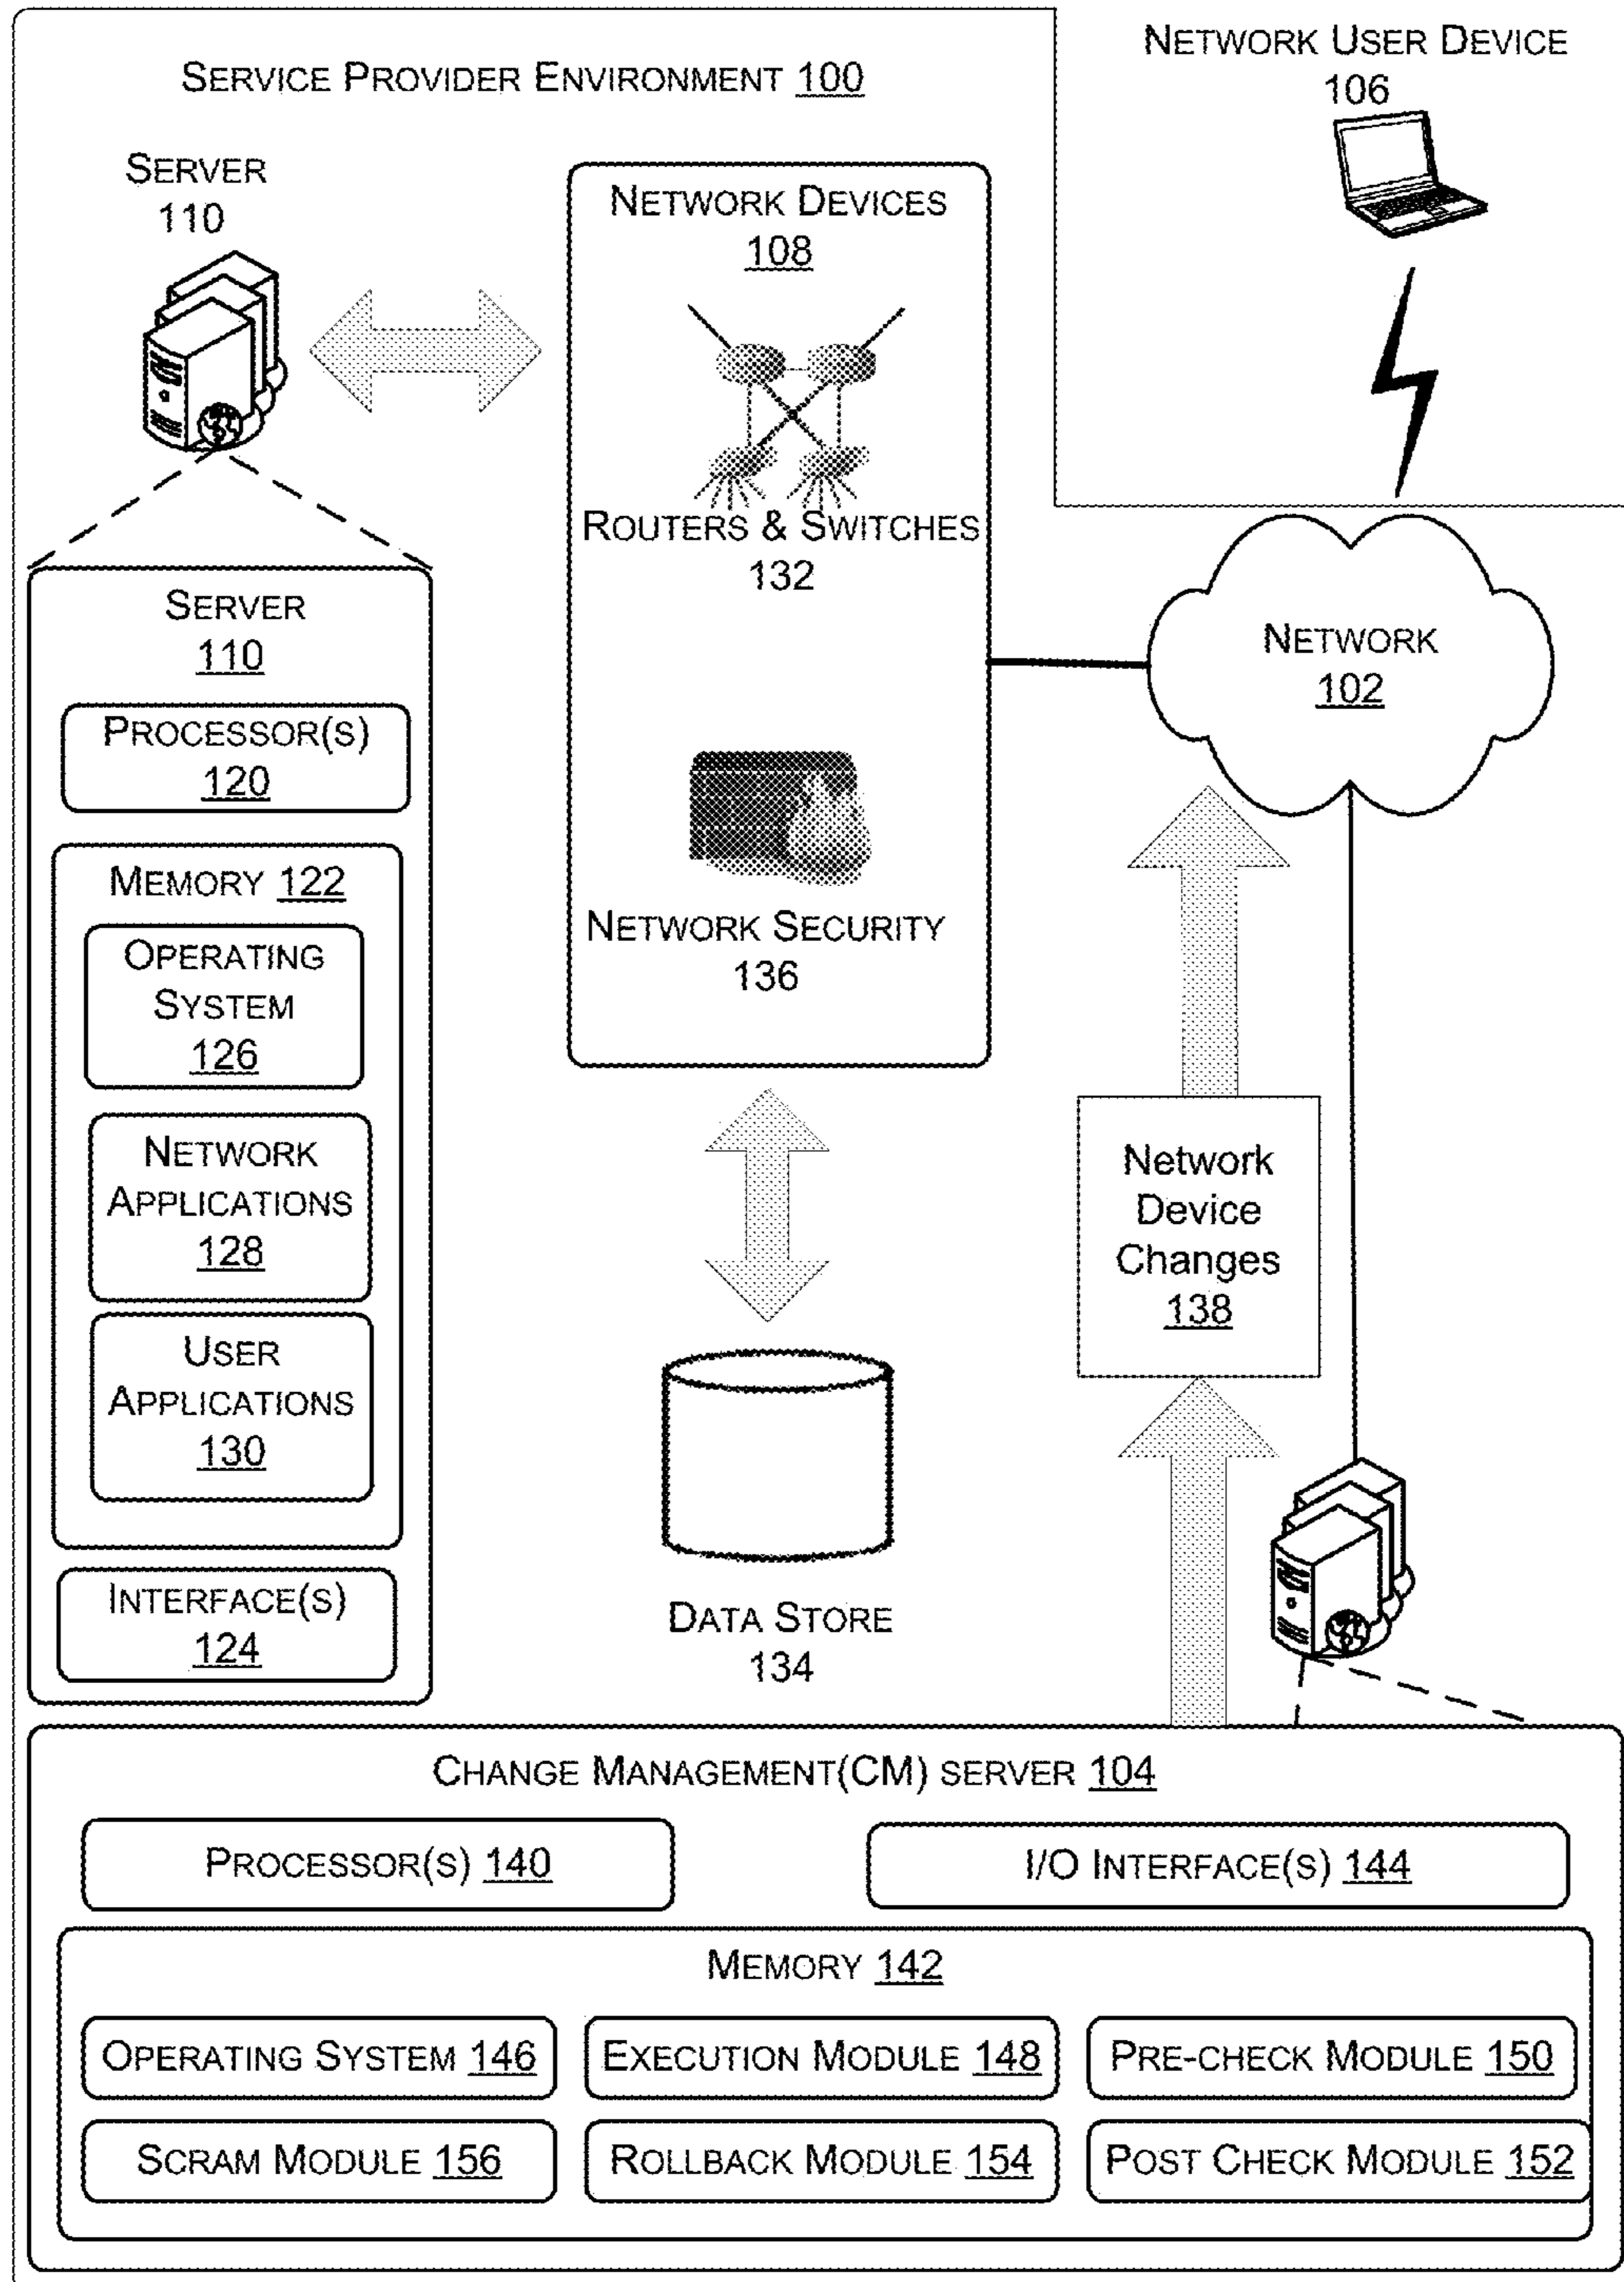 SERVICE PROVIDER ENVIRONMENT 100
NETWORK USER DEVICE
106
SERVER
110
NETWORK DEVICES
108
ROUTERS & SWITCHES
132
NETWORK SECURITY
136
NETWORK
102
SERVER
110
PROCESSOR(S)
120
MEMORY 122
OPERATING
SYSTEM
126
NETWORK
APPLICATIONS
128
USER
APPLICATIONS
130
INTERFACE(S)
124
DATA STORE
134
Network
Device
Changes
138
CHANGE MANAGEMENT(CM) SERVER 104
PROCESSOR(S) 140
I/O INTERFACE(S) 144
MEMORY 142
OPERATING SYSTEM 146
EXECUTION MODULE 148
PRE-CHECK MODULE 150
SCRAM MODULE 156
ROLLBACK MODULE 154
POST CHECK MODULE 152